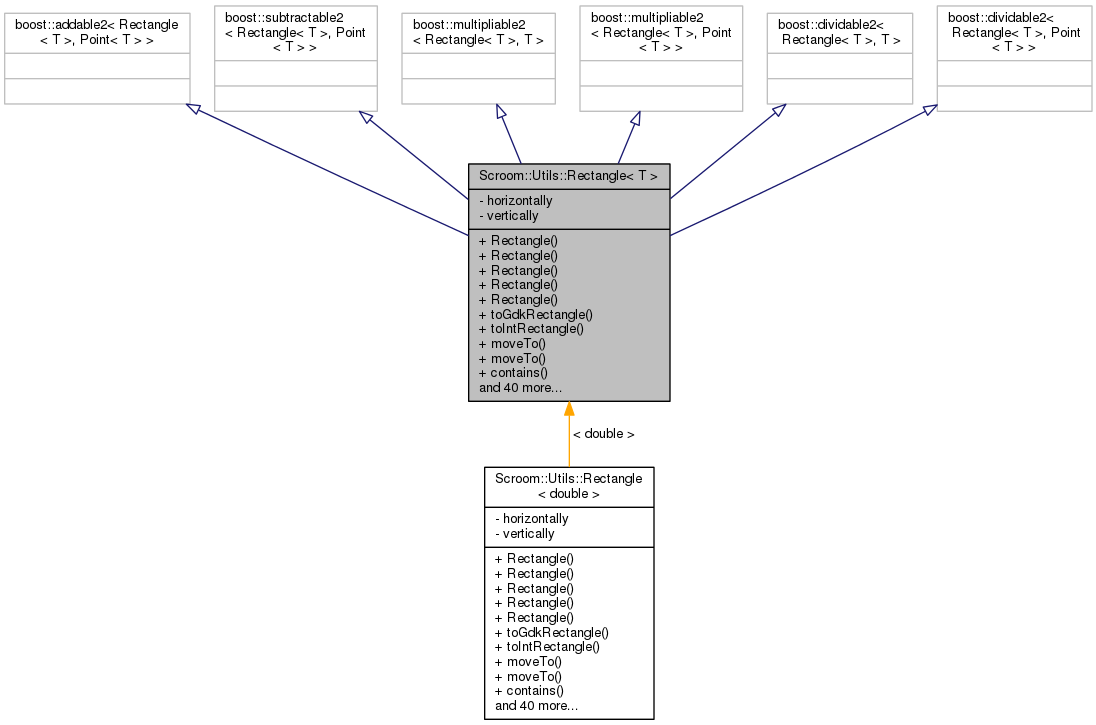 boost::addable2< Rectangle
< T >, Point< T > >
boost::subtractable2
< Rectangle< T >, Point
< T > >
boost::multipliable2
< Rectangle< T >, T >
boost::multipliable2
< Rectangle< T >, Point
< T > >
boost::dividable2<
Rectangle< T >, T >
boost::dividable2<
Rectangle< T >, Point
< T > >
Scroom::Utils::Rectangle< T >
- horizontally
- vertically
+ Rectangle()
+ Rectangle()
+ Rectangle()
+ Rectangle()
+ Rectangle()
+ toGdkRectangle()
+ toIntRectangle()
+ moveTo()
+ moveTo()
+ contains()
and 40 more...
< double >
Scroom::Utils::Rectangle
< double >
- horizontally
- vertically
+ Rectangle()
+ Rectangle()
+ Rectangle()
+ Rectangle()
+ Rectangle()
+ toGdkRectangle()
+ toIntRectangle()
+ moveTo()
+ moveTo()
+ contains()
and 40 more...